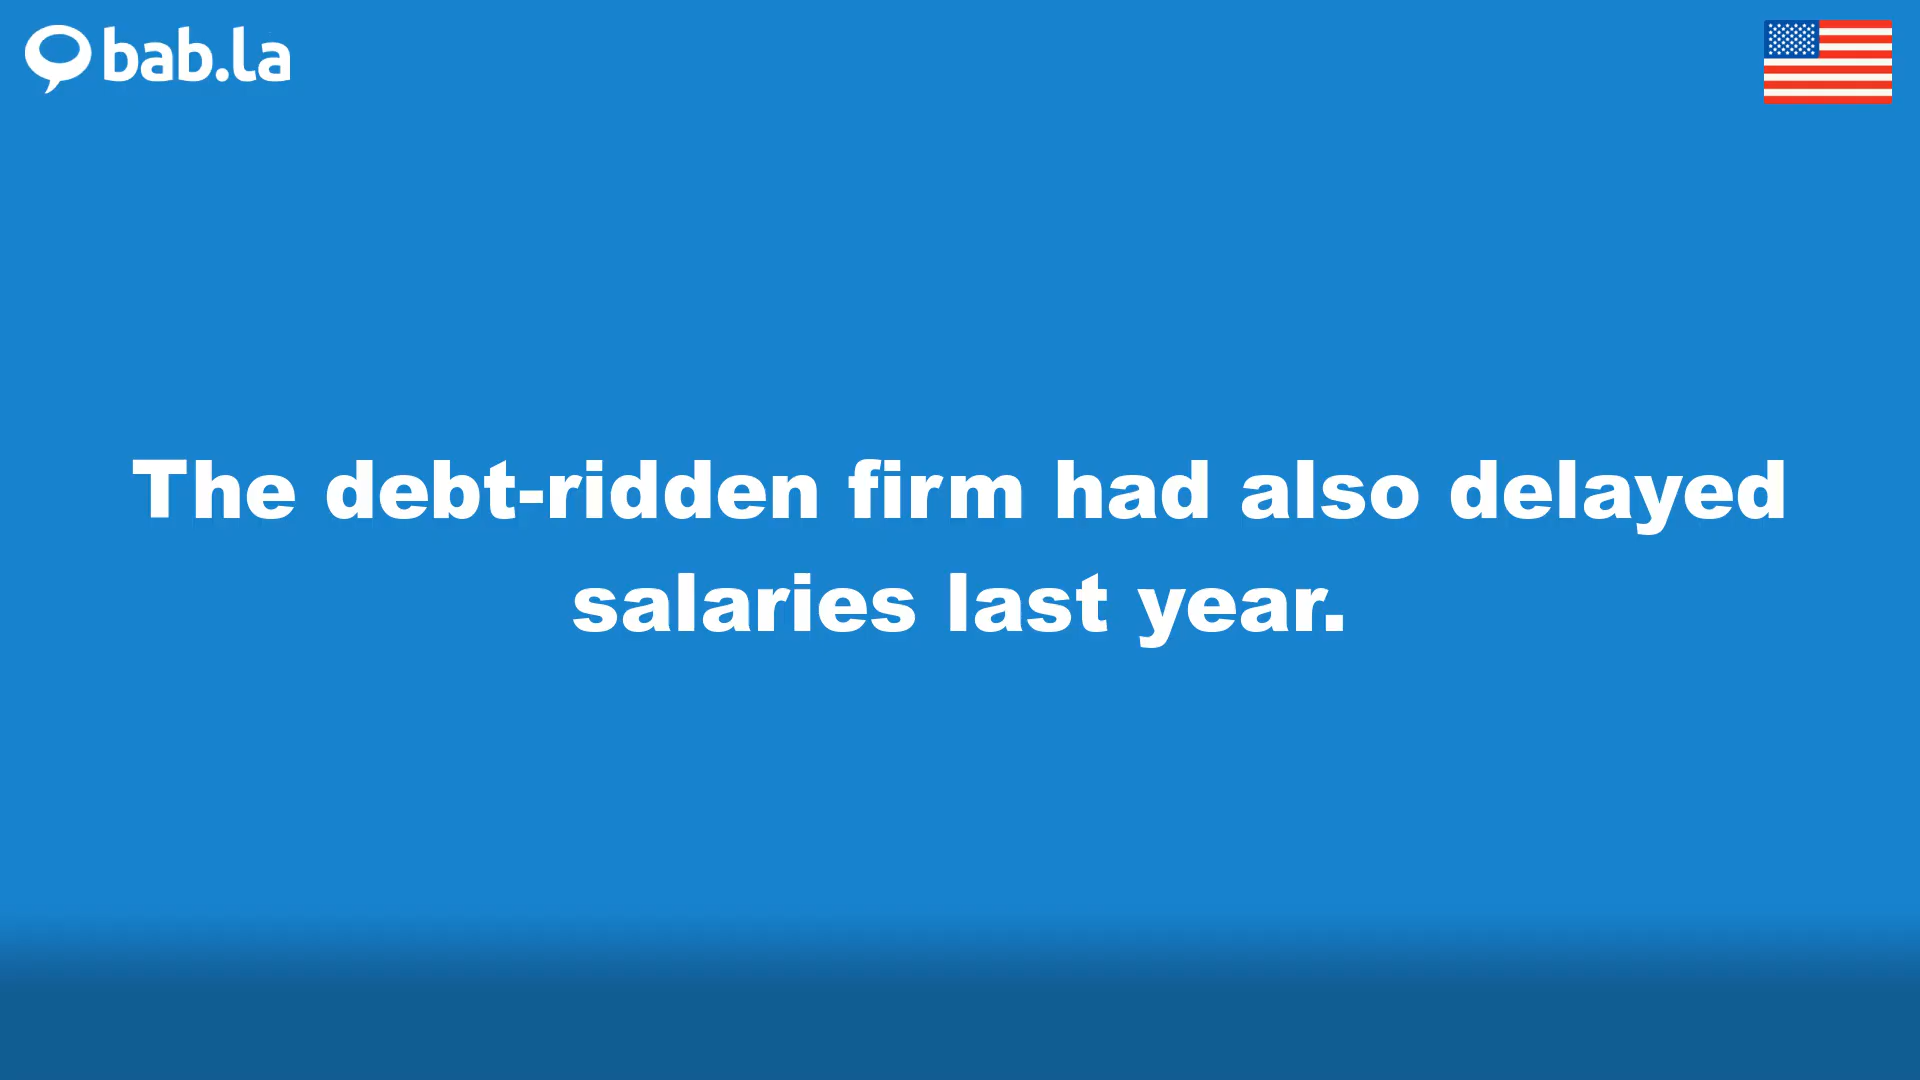 bab.la
The debt-ridden firm had also delayed
salaries last year.